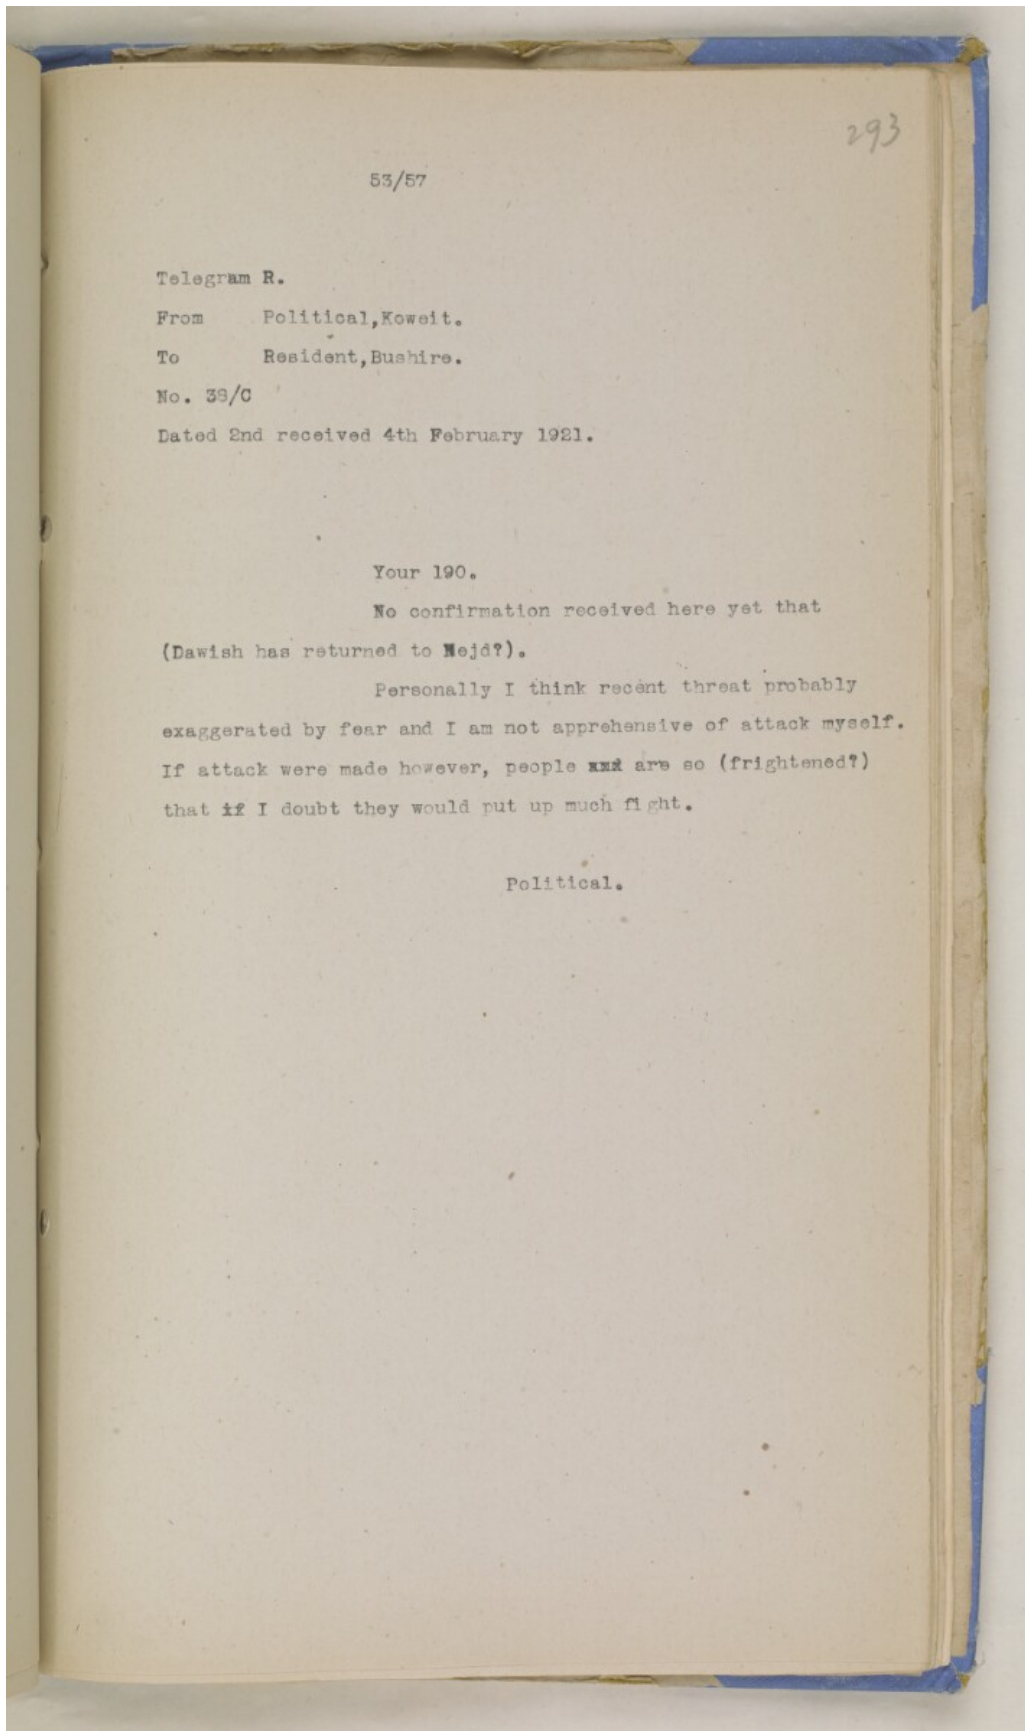 293
53/57
Telegram R.
From Political,Koweit.
To Resident,Bushire.
No. 38/C
Dated 2nd received 4th February 1921.
Your 190.
No confirmation received here yet that
(Dawish has returned to Nejd?).
Personally I think recent threat probably
exaggerated by fear and I am not apprehensive of attack myself.
If attack were made however, people are so (frightened?)
that if I doubt they would put up much fight.
Political.